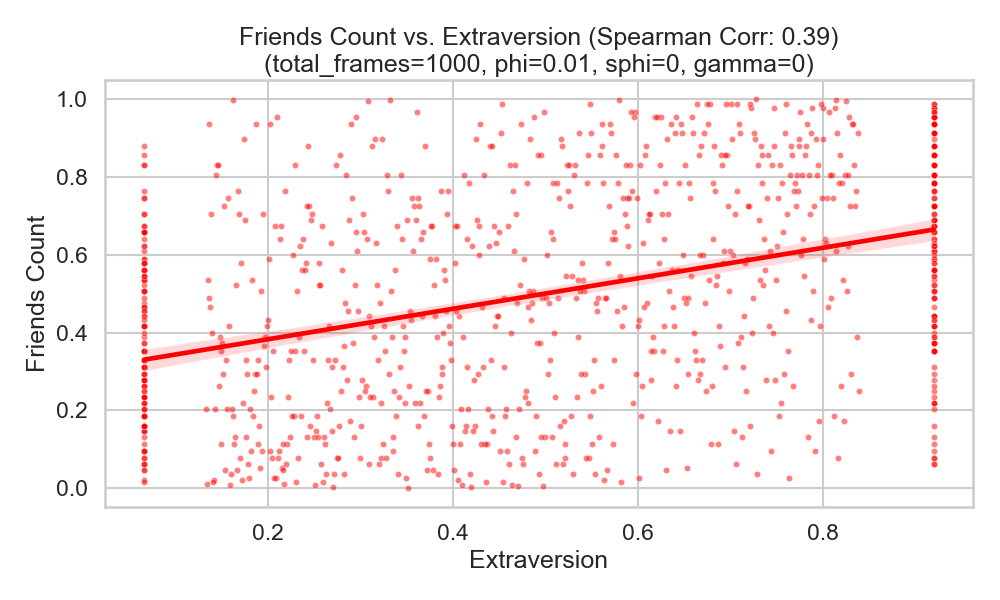 Friends Count vs. Extraversion (Spearman Corr: 0.39)
(total_frames=1000, phi=0.01, sphi=0, gamma=0)
Friends Count
1.0
0.8
0.6
0.4
0.2
0.0
0.2
0.4
0.6
0.8
Extraversion